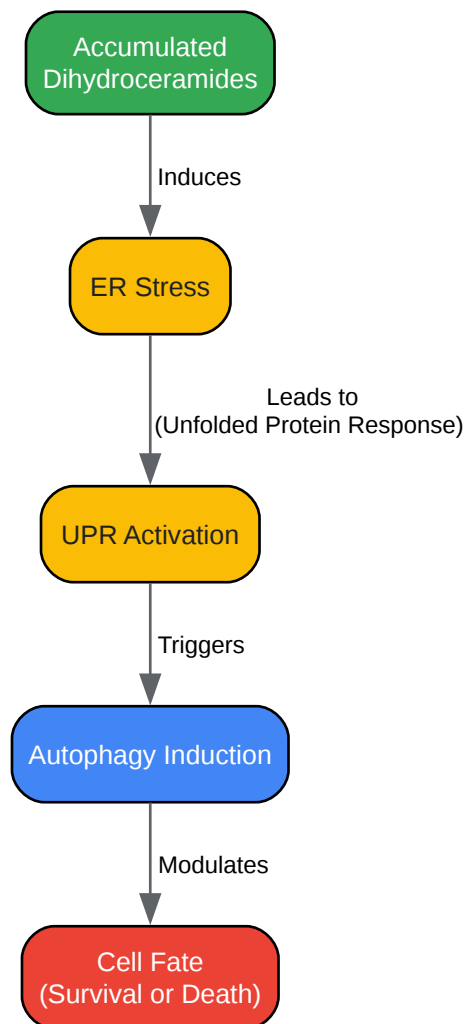 Accumulated
Dihydroceramides
Induces
ER Stress
Leads to
(Unfolded Protein Response)
UPR Activation
Triggers
Autophagy Induction
Modulates
Cell Fate
(Survival or Death)